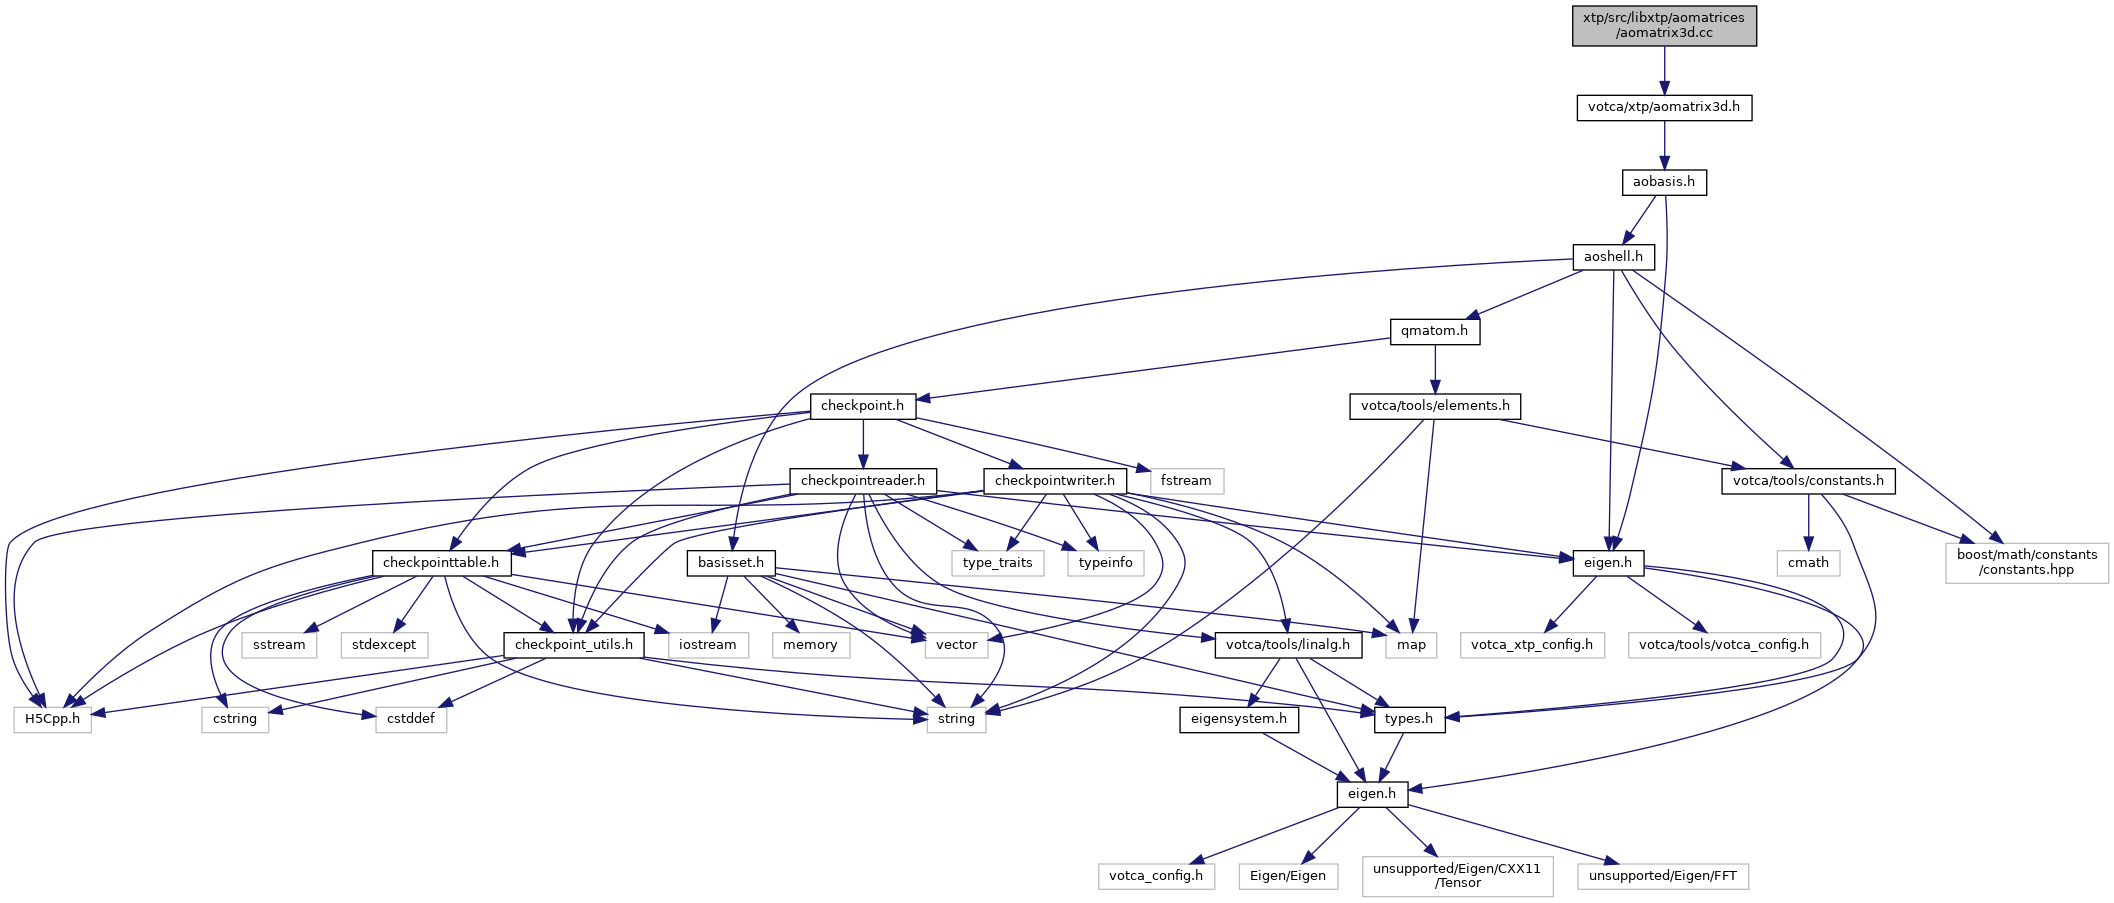 xtp/src/libxtp/aomatrices
/aomatrix3d.cc
votca/xtp/aomatrix3d.h
aobasis.h
aoshell.h
qmatom.h
checkpoint.h
votca/tools/elements.h
checkpointreader.h
checkpointwriter.h
fstream
votca/tools/constants.h
checkpointtable.h
basisset.h
type_traits
typeinfo
eigen.h
cmath
boost/math/constants
/constants.hpp
sstream
stdexcept
checkpoint_utils.h
iostream
memory
vector
votca/tools/linalg.h
map
votca_xtp_config.h
votca/tools/votca_config.h
H5Cpp.h
cstring
cstddef
string
eigensystem.h
types.h
eigen.h
votca_config.h
Eigen/Eigen
unsupported/Eigen/CXX11
/Tensor
unsupported/Eigen/FFT